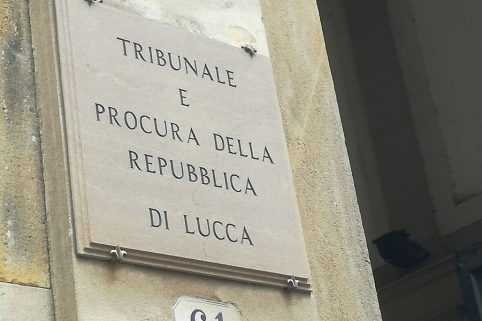 TRIBUNALE
E
PROCURA DELLA
REPUBBLICA
DI LUCCA